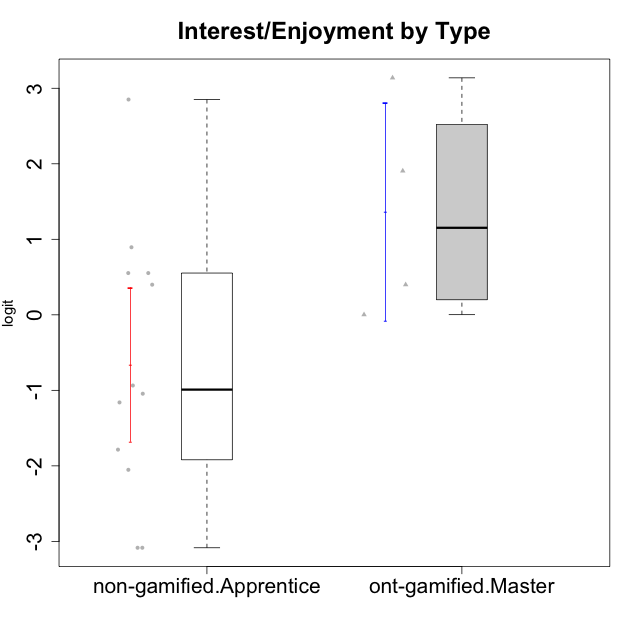 Interest/Enjoyment by Type
3
2
1
0
-1
-2
-3
logit
non-gamified.Apprentice
ont-gamified.Master